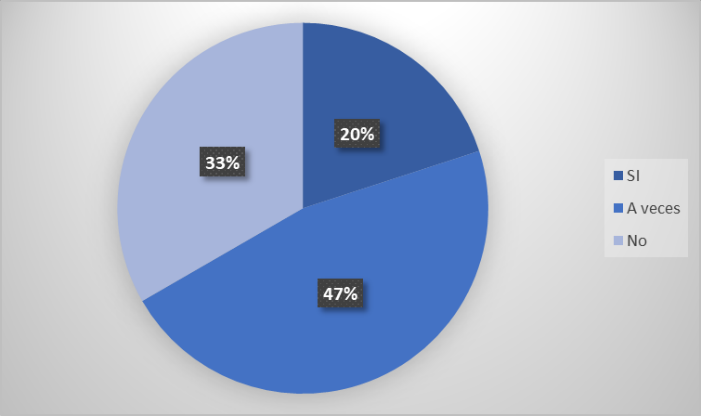 20%
33%
47%
SI
A veces
No